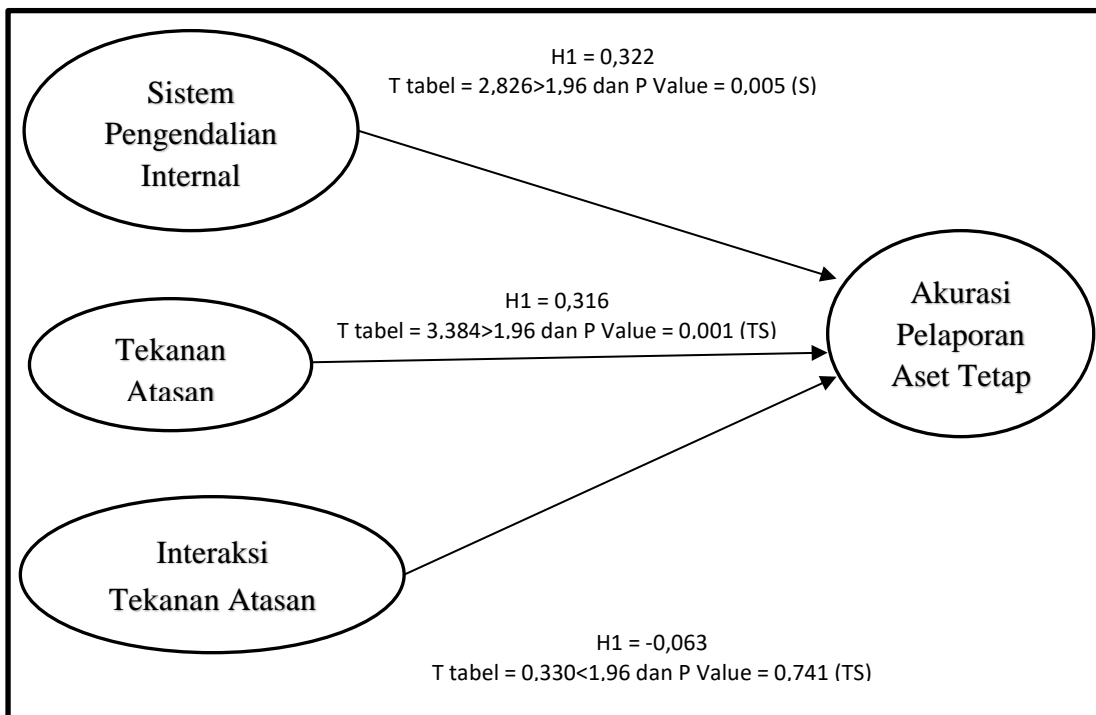 H1 = 0,322
T tabel = 2,826>1,96 dan P Value = 0,005 (S)
Sistem
Pengendalian
Internal
H1 = 0,316
T tabel = 3.384>1.96 dan P Value = 0.001 (TS)
Tekanan
Atasan
Akurasi
Pelaporan
Aset Tetap
Interaksi
Tekanan Atasan
H1 = -0,063
T tabel = 0,330<1,96 dan P Value = 0,741 (TS)